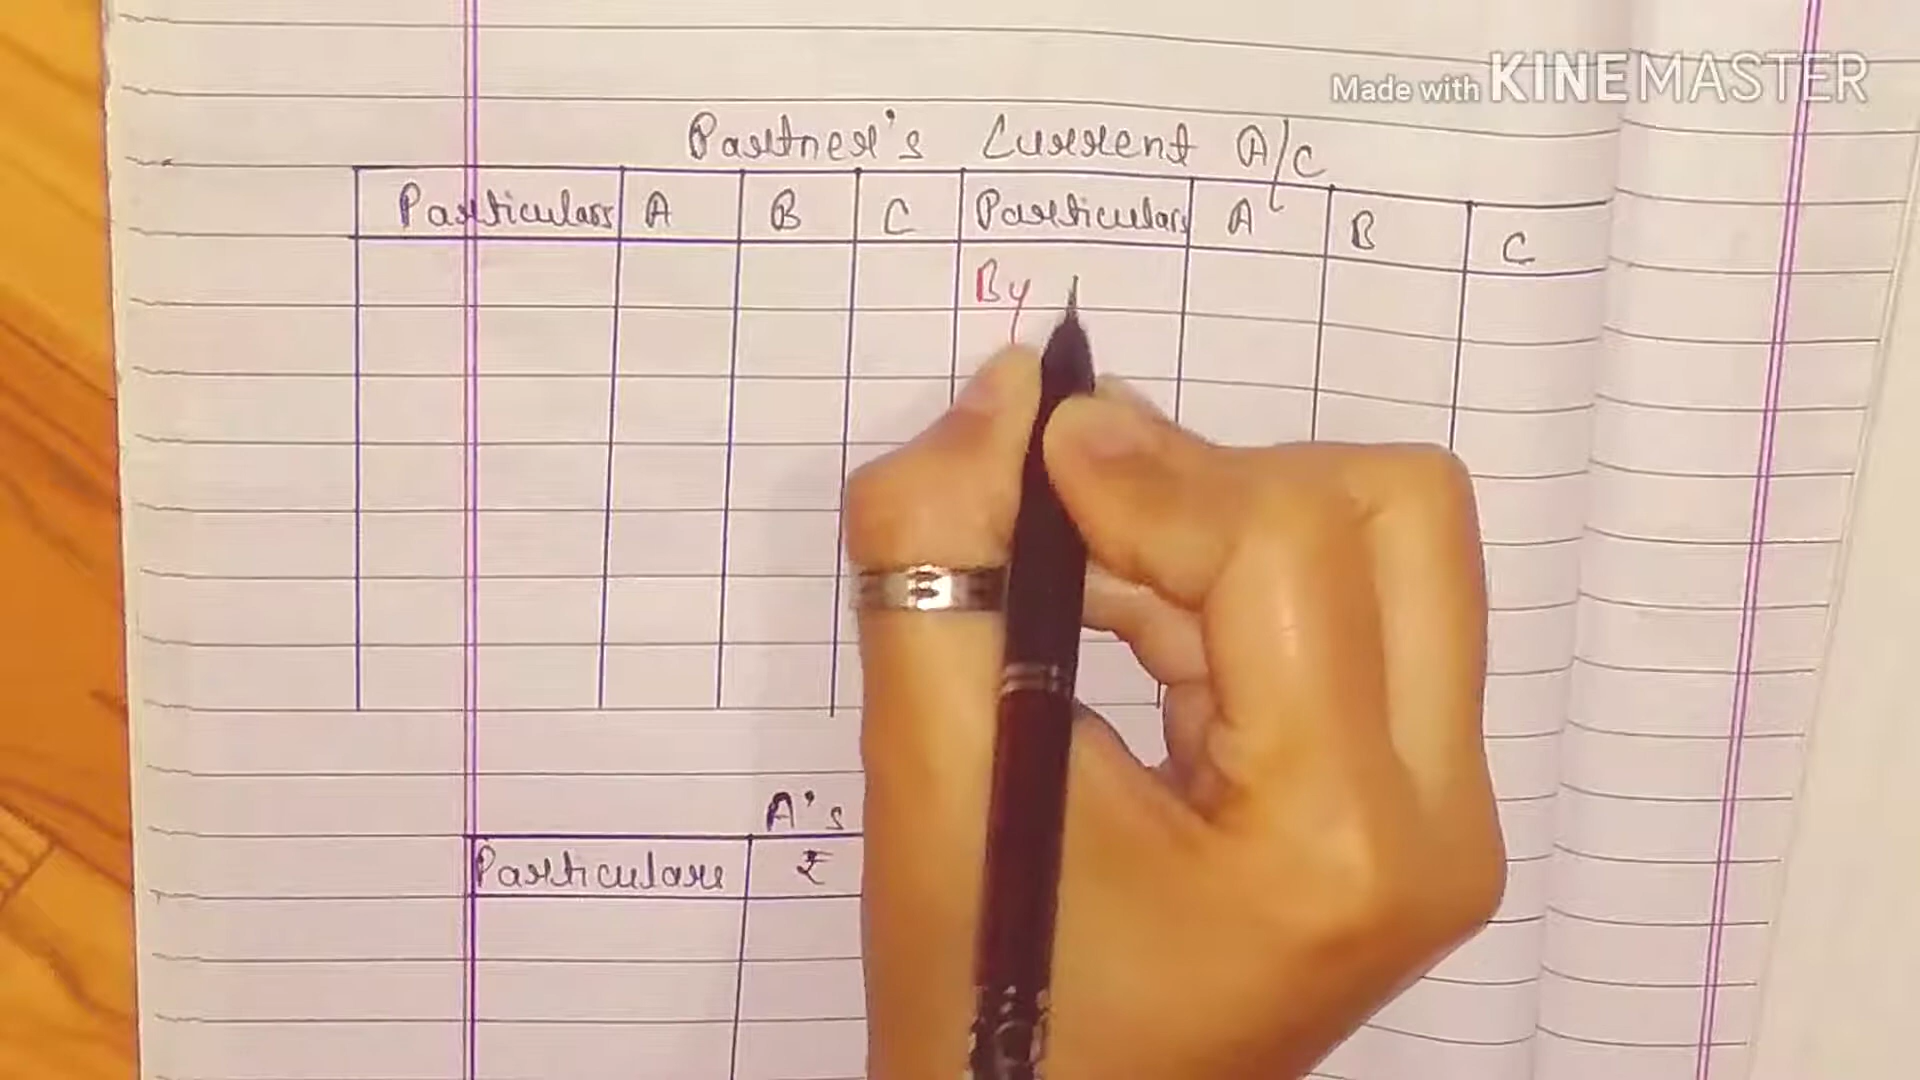 Made with KINEMASTER
Partner's Current A/C
Particulars A B C Particulars A B C
By
A's
Particulars ₹